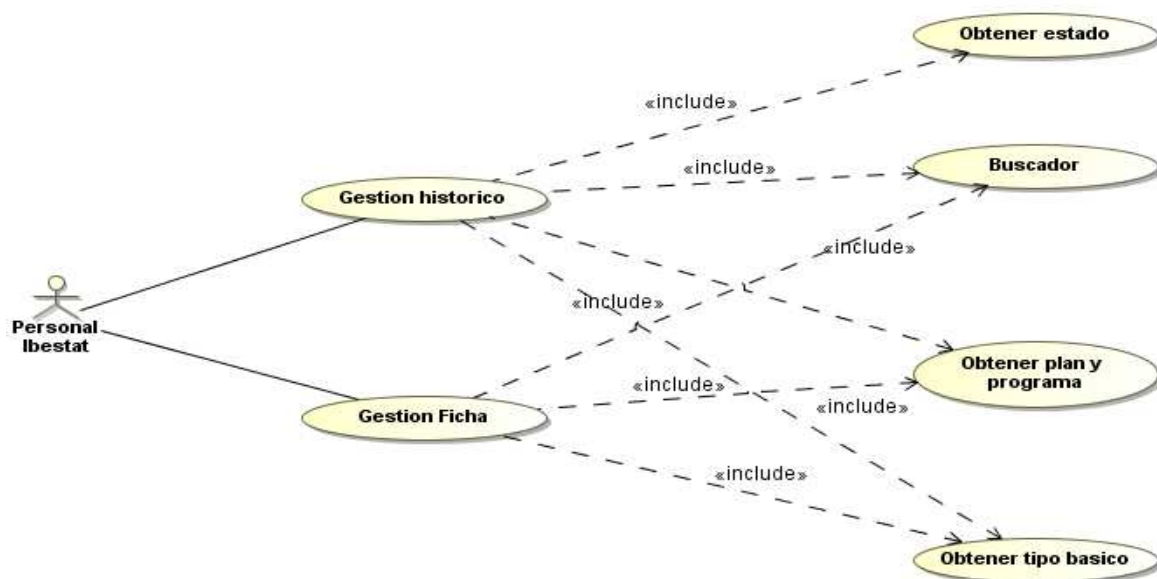 Obtener estado
«include»
Buscador
«include»
Gestion historico
«include»
Personal
Ibestat
«include»
«include»
Obtener plan y
programa
«include»
«include»
Gestion Ficha
«include»
Obtener tipo basico